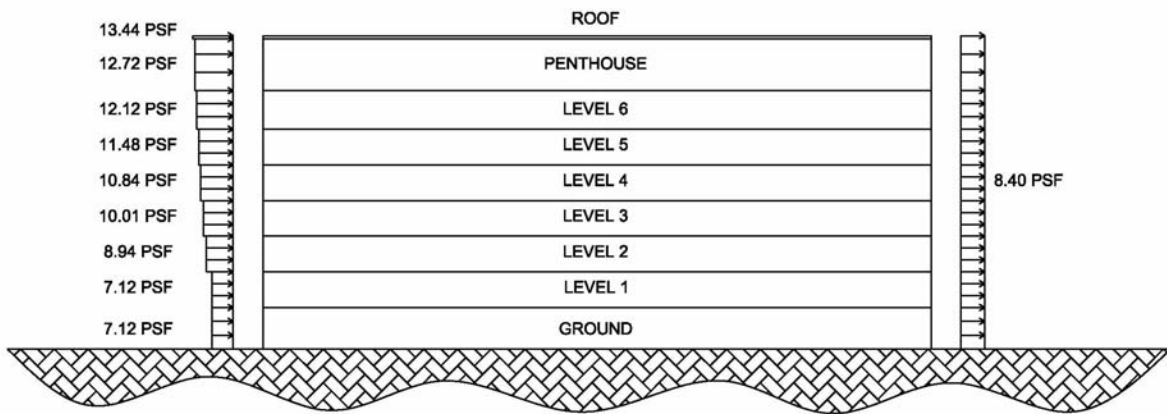 ROOF
13.44 PSF
12.72 PSF
PENTHOUSE
12.12 PSF
LEVEL 6
11.48 PSF
LEVEL 5
10.84 PSF
LEVEL 4
8.40 PSF
10.01 PSF
LEVEL 3
8.94 PSF
LEVEL 2
7.12 PSF
LEVEL 1
7.12 PSF
GROUND